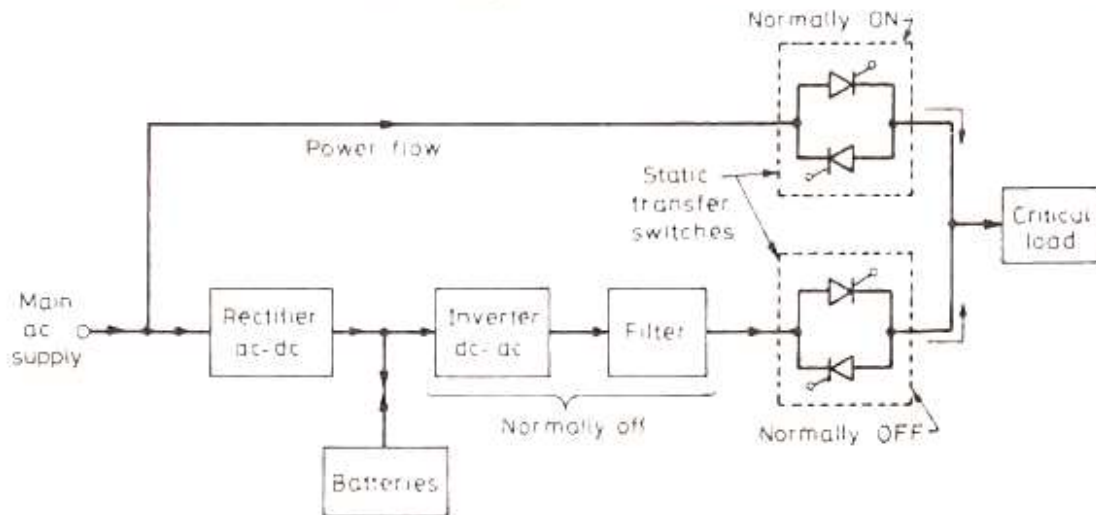 Normally ON
Power flow
Static
transfer
switches
Critical
load
Main
ac
supply
Rectifier
ac-dc
Inverter
dc-ac
Filter
Normally off
Normally OFF
Batteries